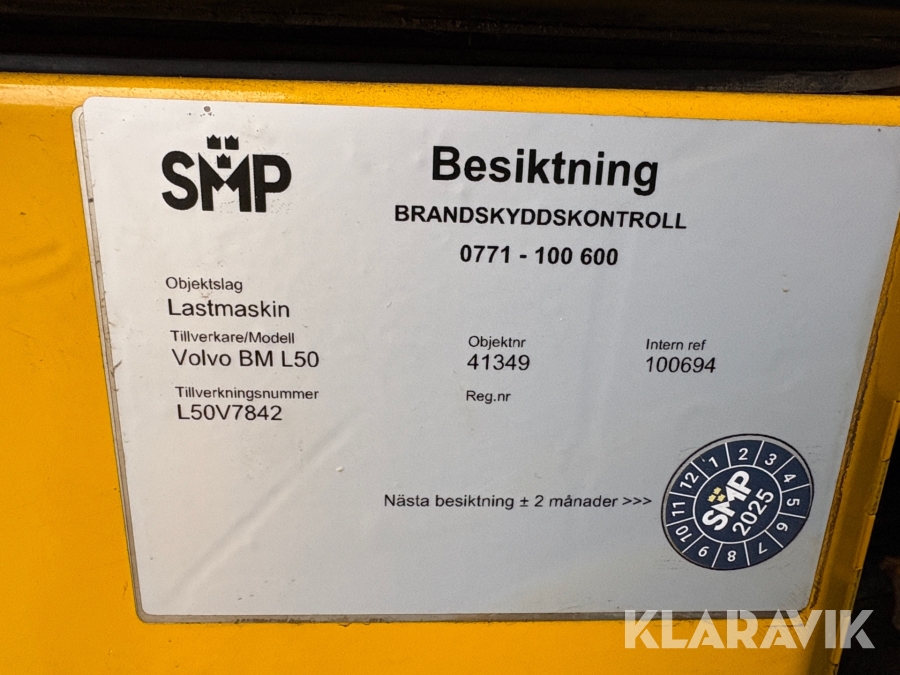 SMP
Besiktning
BRANDSKYDDSKONTROLL
0771 - 100 600
Objektslag
Lastmaskin
Tillverkare/Modell
Volvo BM L50
Objektnr
41349
Intern ref
100694
Tillverkningsnummer
L50V7842
Reg.nr
Nästa besiktning ± 2 månader >>>
1 2 3 4 5 6 7 8 9 10 11 12
SMP
2025
KLARAVIK